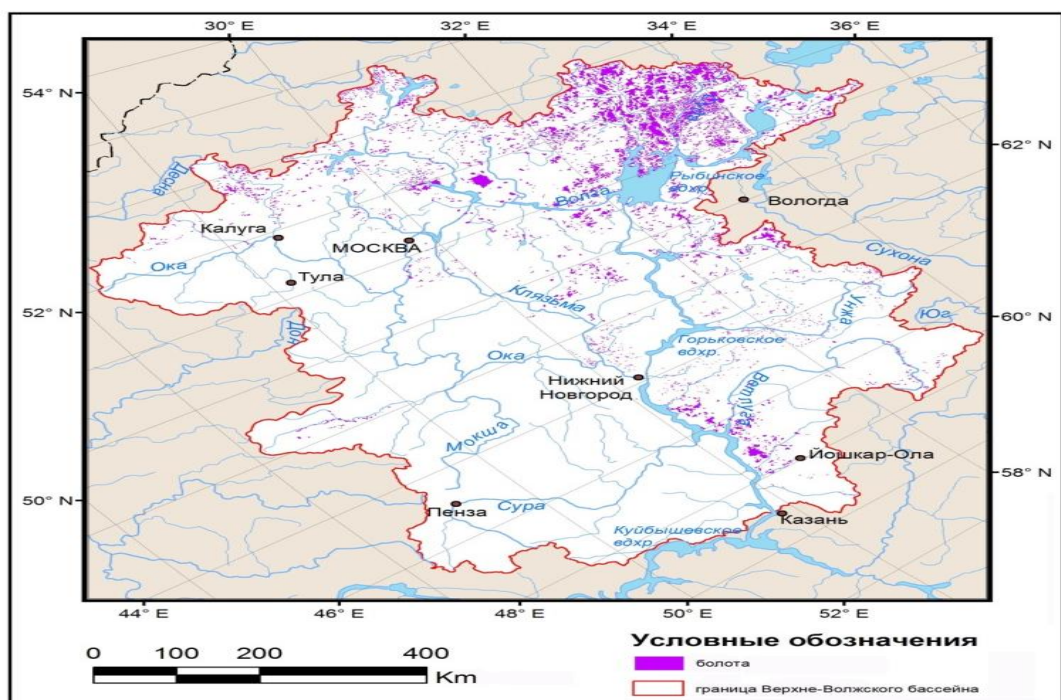 30° E 32° E 34° E 36° E
54° N
62° N
Десна
Рыбинское
вдхр.
Волга
Вологда
Калуга
МОСКВА
Сухона
Ока
Тула
Клязьма
Унжа
52° N
Юг
60° N
Дон
Горьковское
вдхр.
Ока
Нижний
Новгород
Ветлуга
Мокша
Йошкар-Ола
58° N
50° N
Пенза
Сура
Казань
Куйбышевское
вдхр.
44° E 46° E 48° E 50° E 52° E
Условные обозначения
0 100 200 400
Km
болота
граница Верхне-Волжского бассейна